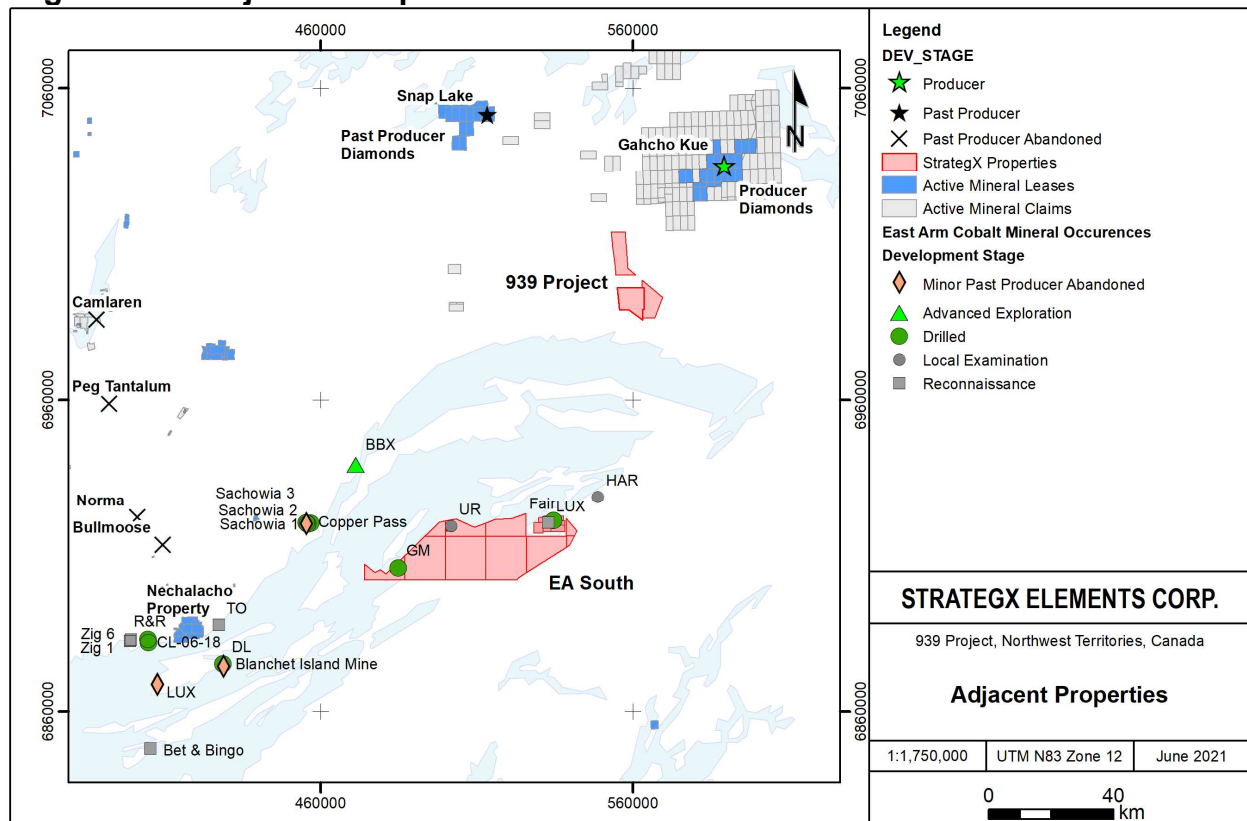 460000
560000
7060000
7060000
Snap Lake
Past Producer
Diamonds
Gahcho Kue
Producer
Diamonds
N
939 Project
Camlaren
Peg Tantalum
6960000
6960000
BBX
Sachowia 3
Sachowia 2
Sachowia 1
Copper Pass
Norma
Bullmoose
UR
HAR
Fair
LUX
GM
EA South
Nechalacho
Property
TO
R&R
Zig 6
Zig 1
CL-06-18
DL
Blanchet Island Mine
LUX
Bet & Bingo
6860000
6860000
460000
560000
Legend
DEV_STAGE
Producer
Past Producer
Past Producer Abandoned
StrategX Properties
Active Mineral Leases
Active Mineral Claims
East Arm Cobalt Mineral Occurences
Development Stage
Minor Past Producer Abandoned
Advanced Exploration
Drilled
Local Examination
Reconnaissance
STRATEGX ELEMENTS CORP.
939 Project, Northwest Territories, Canada
Adjacent Properties
1:1,750,000
UTM N83 Zone 12
June 2021
0 40
km